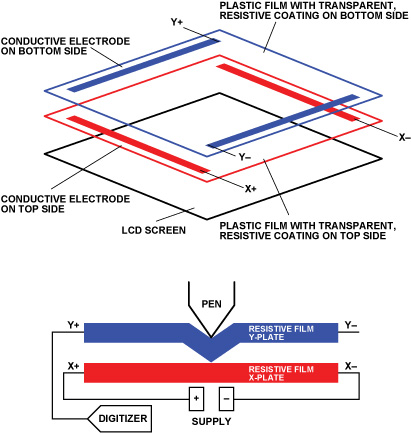 Y+
PLASTIC FILM WITH TRANSPARENT,
RESISTIVE COATING ON BOTTOM SIDE
CONDUCTIVE ELECTRODE
ON BOTTOM SIDE
X–
Y–
X+
CONDUCTIVE ELECTRODE
ON TOP SIDE
LCD SCREEN
PLASTIC FILM WITH TRANSPARENT,
RESISTIVE COATING ON TOP SIDE
PEN
Y+
RESISTIVE FILM
Y-PLATE
Y–
X+
RESISTIVE FILM
X-PLATE
X–
+
–
DIGITIZER
SUPPLY